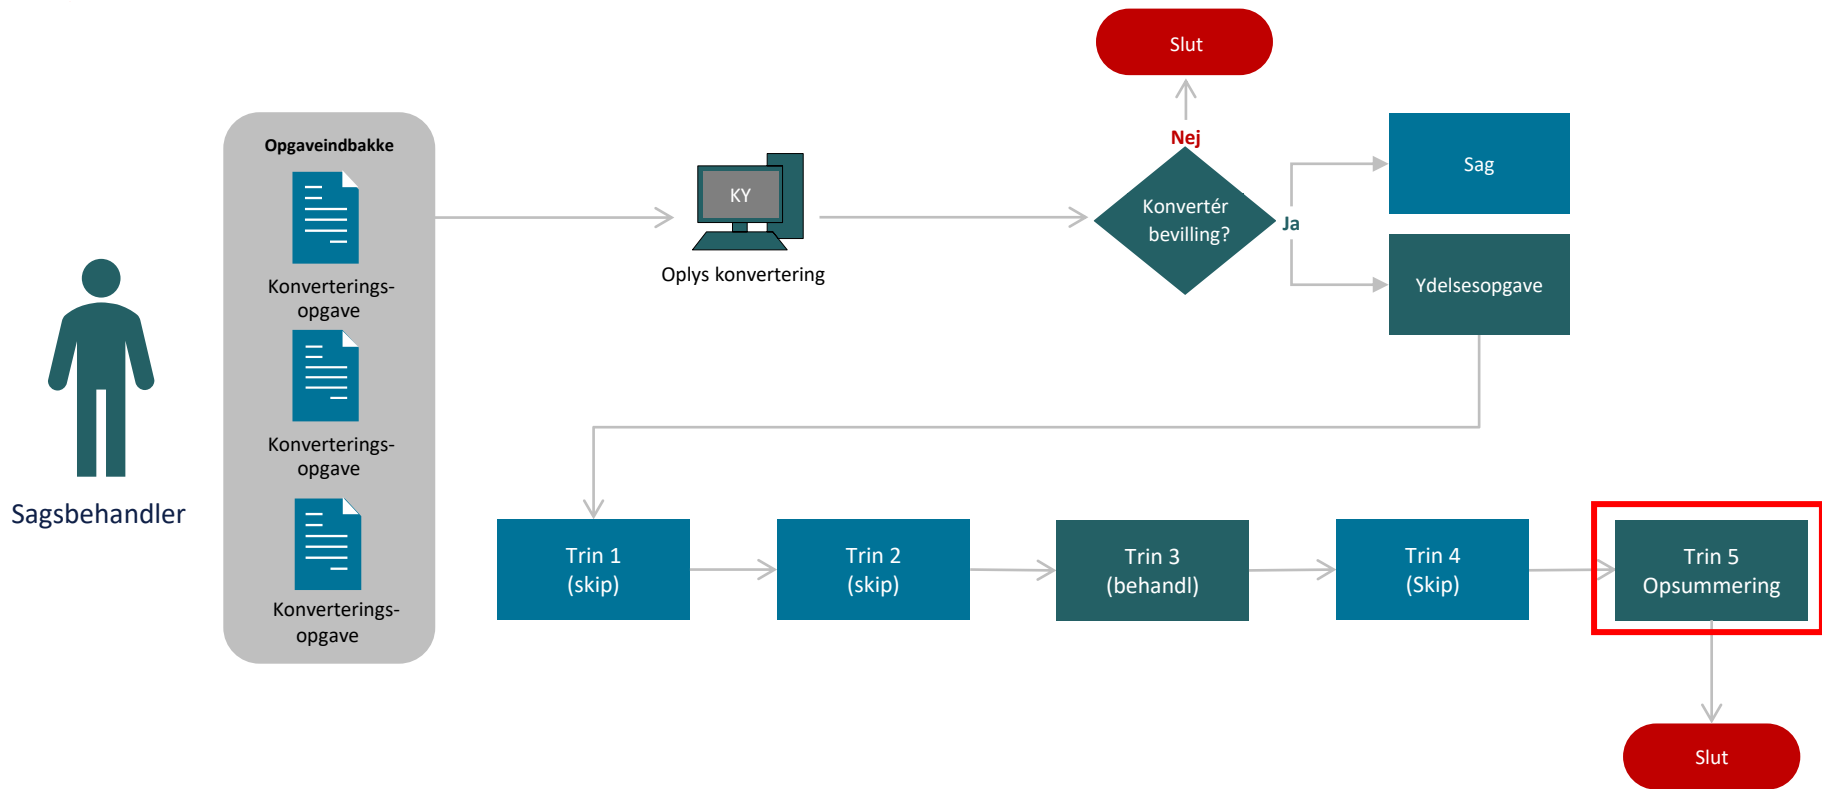 Slut
Opgaveindbakke
Nej
Sag
KY
Konvertér
bevilling?
Ja
Oplys konvertering
Ydelsesopgave
Konverterings-
opgave
Konverterings-
opgave
Sagsbehandler
Konverterings-
opgave
Trin 1
(skip)
Trin 2
(skip)
Trin 3
(behandl)
Trin 4
(Skip)
Trin 5
Opsummering
Slut